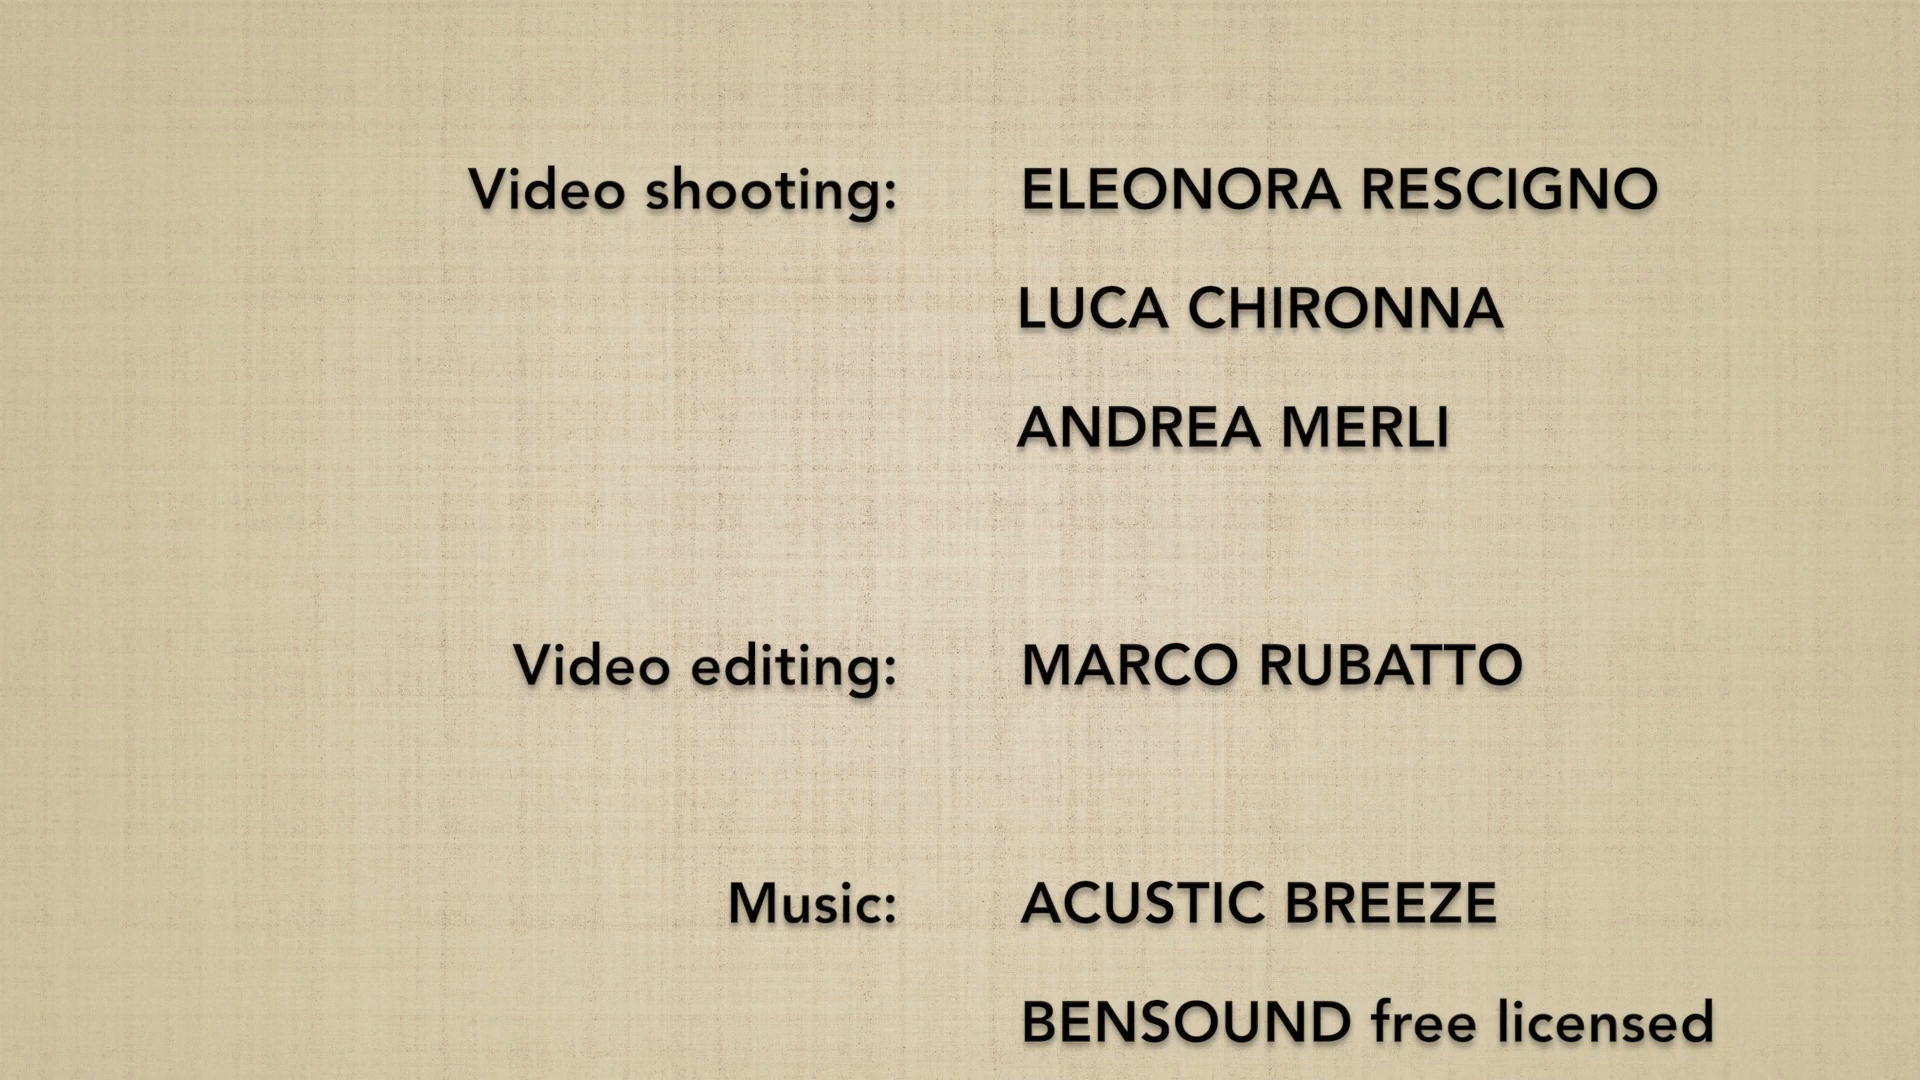 Video shooting: ELEONORA RESCIGNO
LUCA CHIRONNA
ANDREA MERLI
Video editing: MARCO RUBATTO
Music: ACUSTIC BREEZE
BENSOUND free licensed